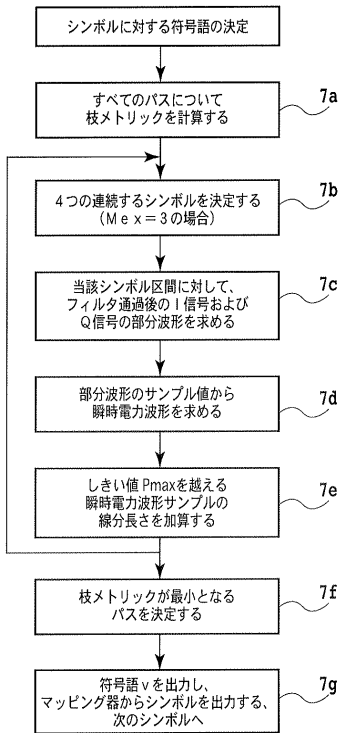 シンボルに対する符号語の決定
7a
すべてのパスについて
枝メトリックを計算する
7b
4つの連続するシンボルを決定する
(Mex=3の場合)
7c
当該シンボル区間に対して、
フィルタ通過後のI信号および
Q信号の部分波形を求める
7d
部分波形のサンプル値から
瞬時電力波形を求める
7e
しきい値Pmaxを越える
瞬時電力波形サンプルの
線分長さを加算する
7f
枝メトリックが最小となる
パスを決定する
7g
符号語vを出力し、
マッピング器からシンボルを出力する、
次のシンボルへ